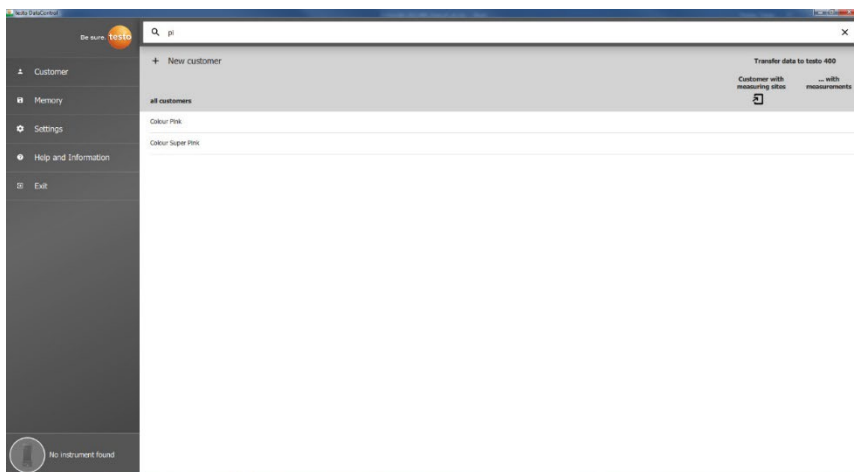 testo DataControl
Be sure. testo
Customer
Memory
Settings
Help and Information
Exit
No instrument found
pi
+ New customer
Transfer data to testo 400
Customer with
measuring sites
... with
measurements
all customers
Colour Pink
Colour Super Pink